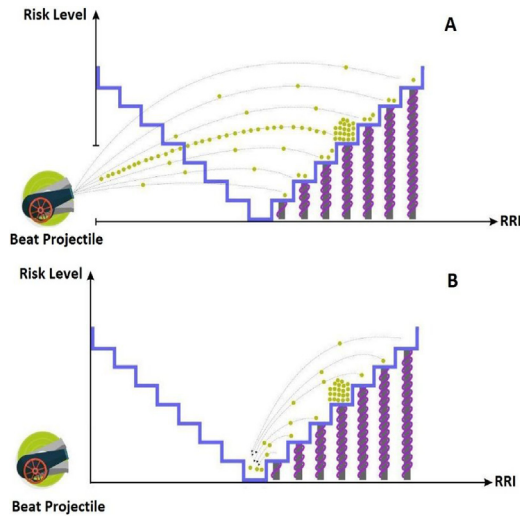 Risk Level
A
RRI
Beat Projectile
Risk Level
B
RRI
Beat Projectile